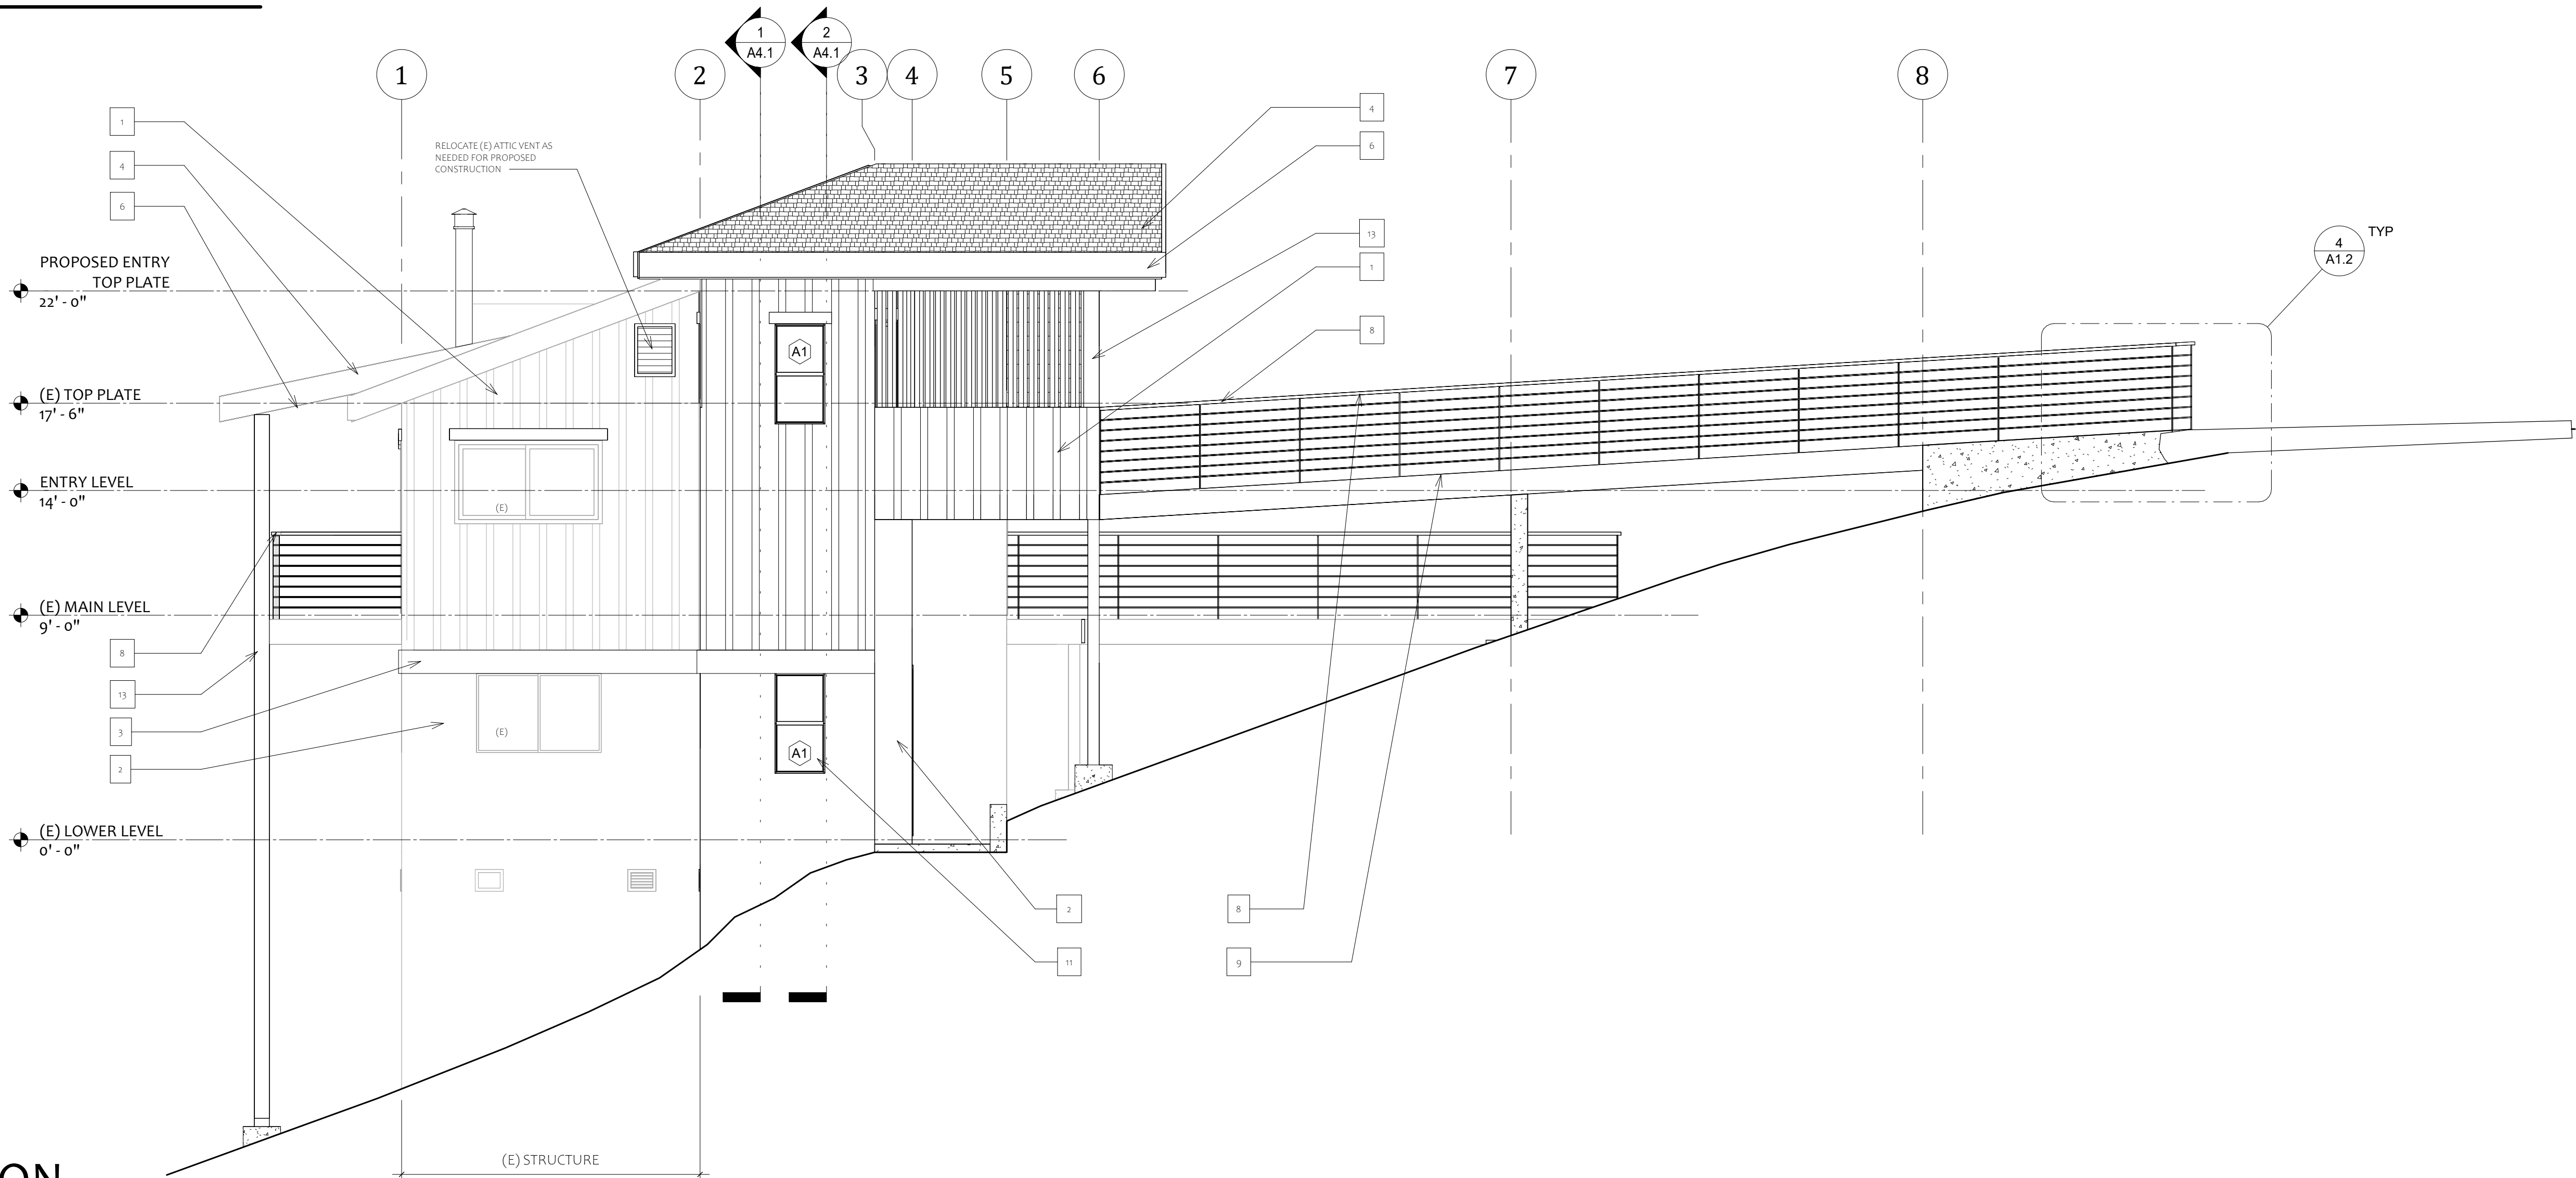 1
A4.1
2
A4.1
1
2
3
4
5
6
7
8
1
4
6
RELOCATE (E) ATTIC VENT AS
NEEDED FOR PROPOSED
CONSTRUCTION
4
6
13
1
8
4
A1.2
TYP
PROPOSED ENTRY
TOP PLATE
22' - 0"
A1
(E) TOP PLATE
17' - 6"
ENTRY LEVEL
14' - 0"
(E)
(E) MAIN LEVEL
9' - 0"
8
13
3
2
(E)
A1
(E) LOWER LEVEL
0' - 0"
2
11
8
9
(E) STRUCTURE
ON